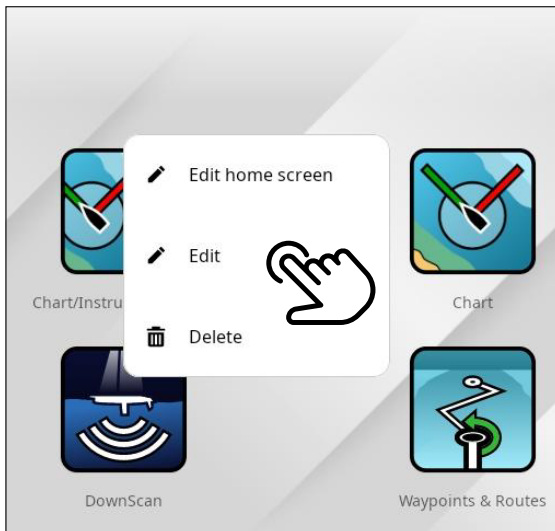 Edit home screen
Edit
Delete
Chart/Instru
Chart
DownScan
Waypoints & Routes